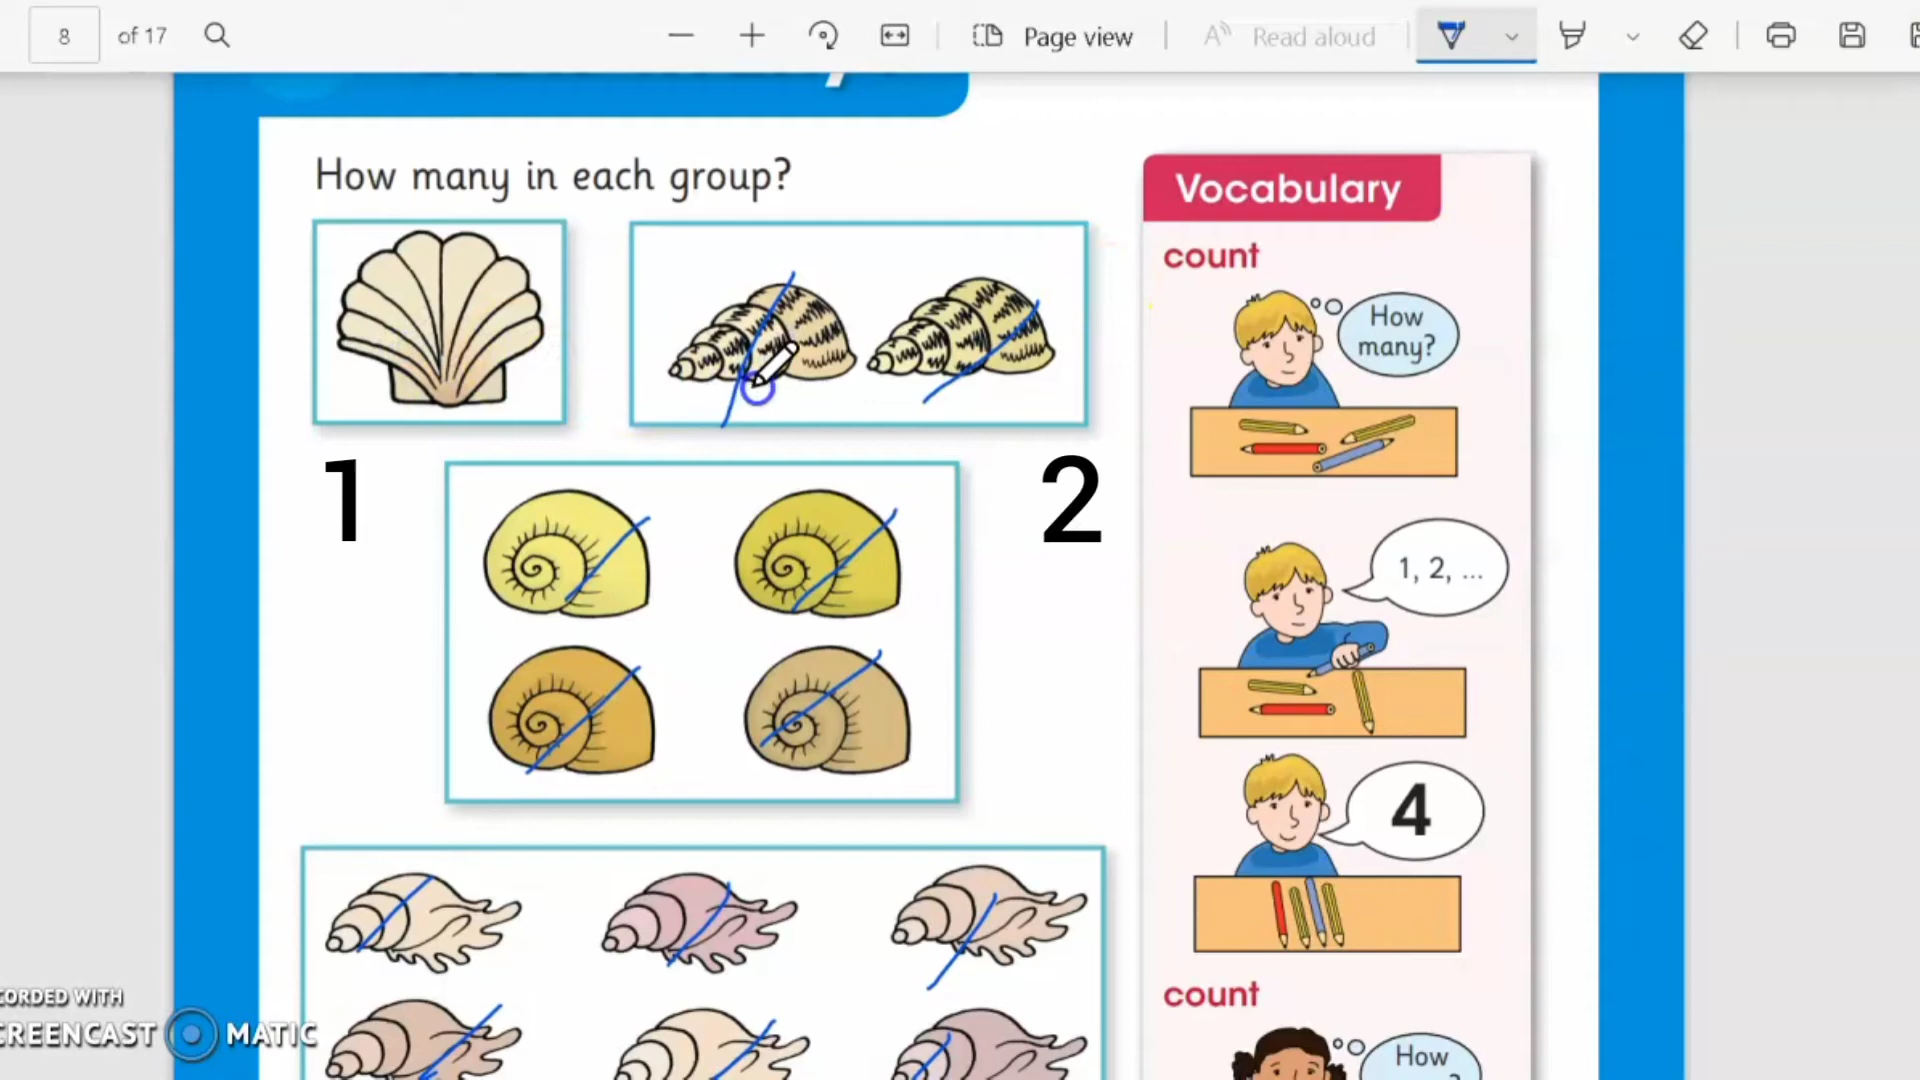 8 of 17
Page view
Read aloud
How many in each group?
1
2
Vocabulary
count
How
many?
1, 2, ...
4
count
How
CORDED WITH
CREENCAST MATIC